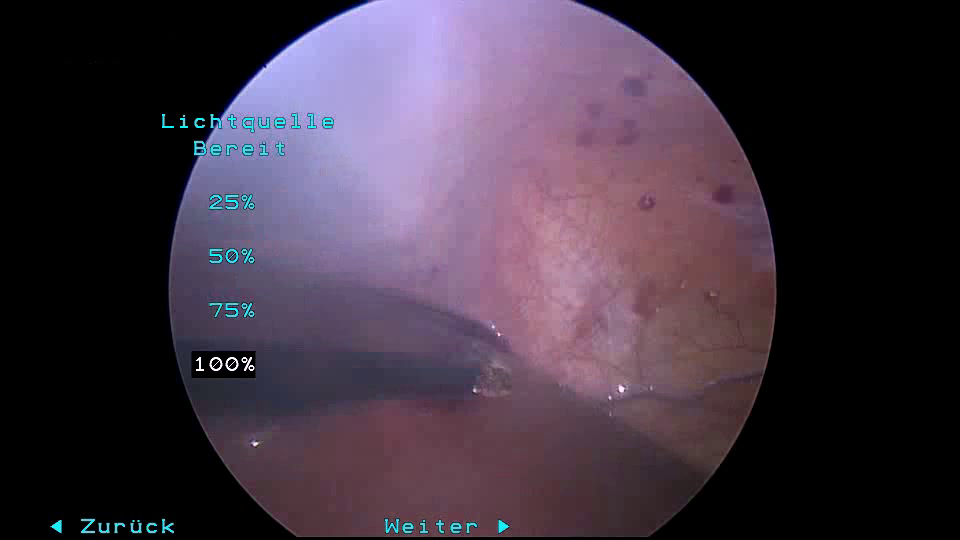 Lichtquelle
Bereit
25%
50%
75%
100%
◄ Zurück
Weiter ►